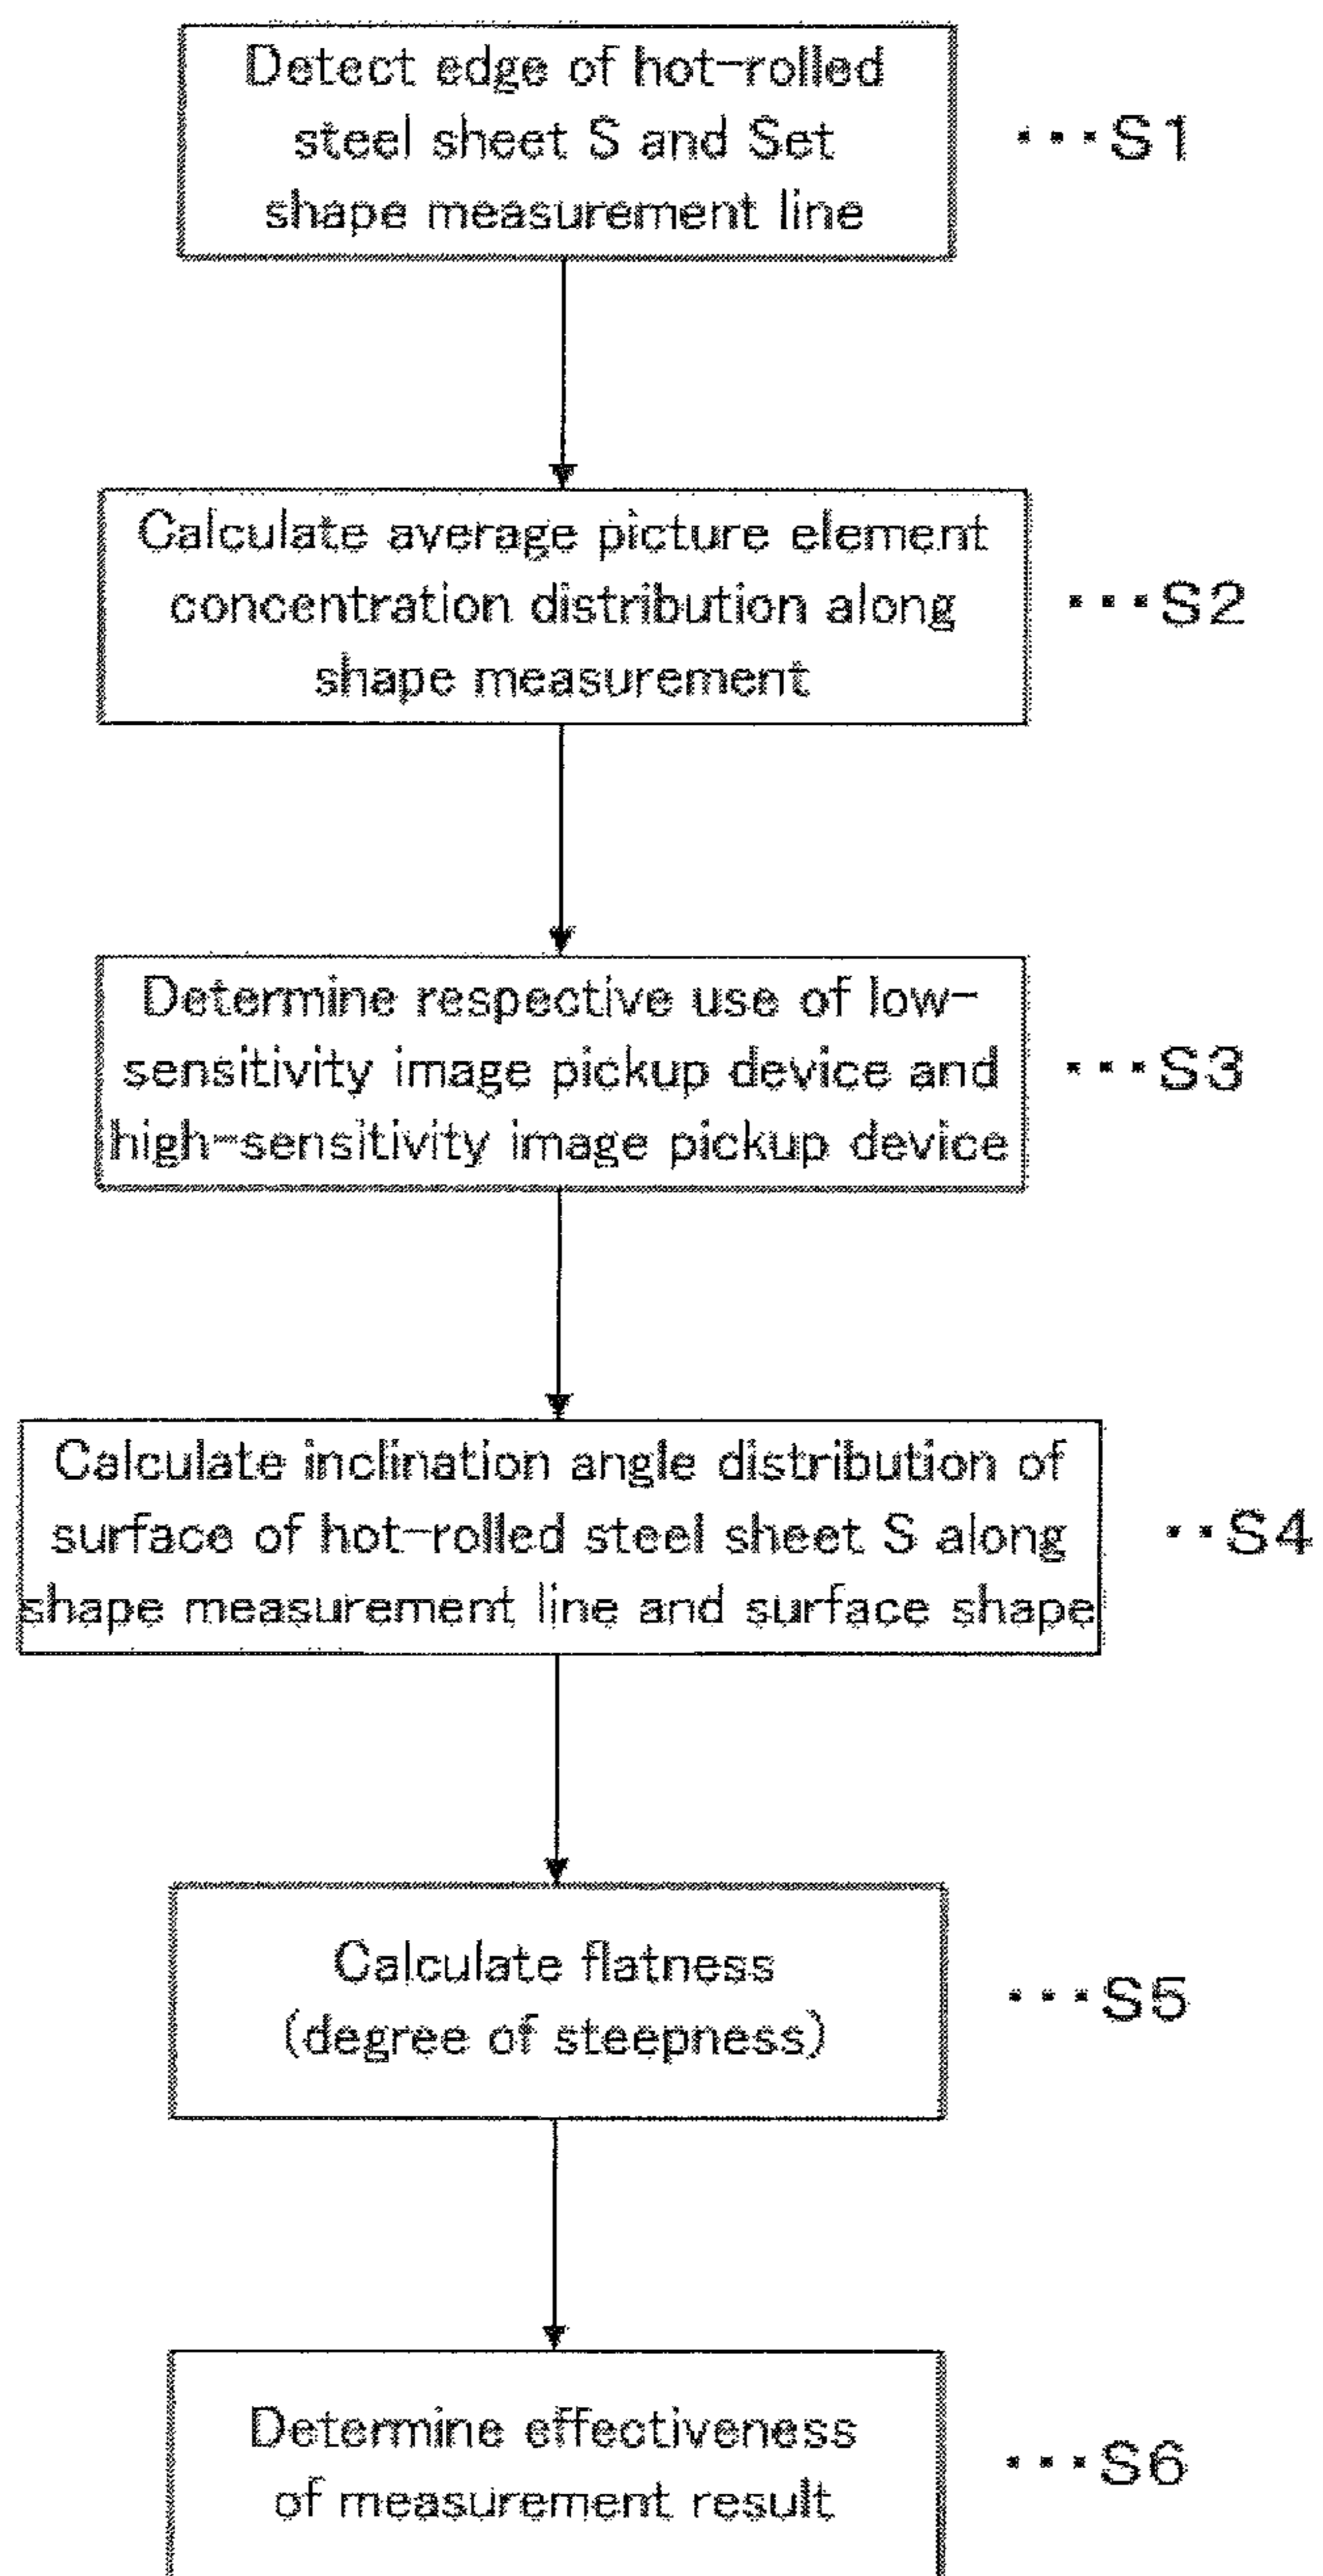 Detect edge of hot-rolled
steel sheet S and Set
shape measurement line
···S1
Calculate average picture element
concentration distribution along
shape measurement
···S2
Determine respective use of low-
sensitivity image pickup device and
high-sensitivity image pickup device
···S3
Calculate inclination angle distribution of
surface of hot-rolled steel sheet S along
shape measurement line and surface shape
··S4
Calculate flatness
(degree of steepness)
···S5
Determine effectiveness
of measurement result
···S6